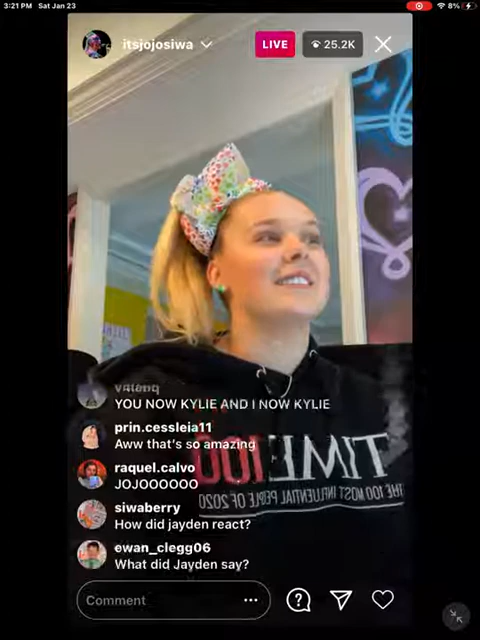 3:21 PM Sat Jan 23
8%
itsjojosiwa
LIVE
25.2K
YOU NOW KYLIE AND I NOW KYLIE
prin.cessleia11
Aww that's so amazing
raquel.calvo
JOJOOOOOO
siwaberry
How did jayden react?
ewan_clegg06
What did Jayden say?
TIME100
THE 100 MOST INFLUENTIAL PEOPLE OF 2020
Comment